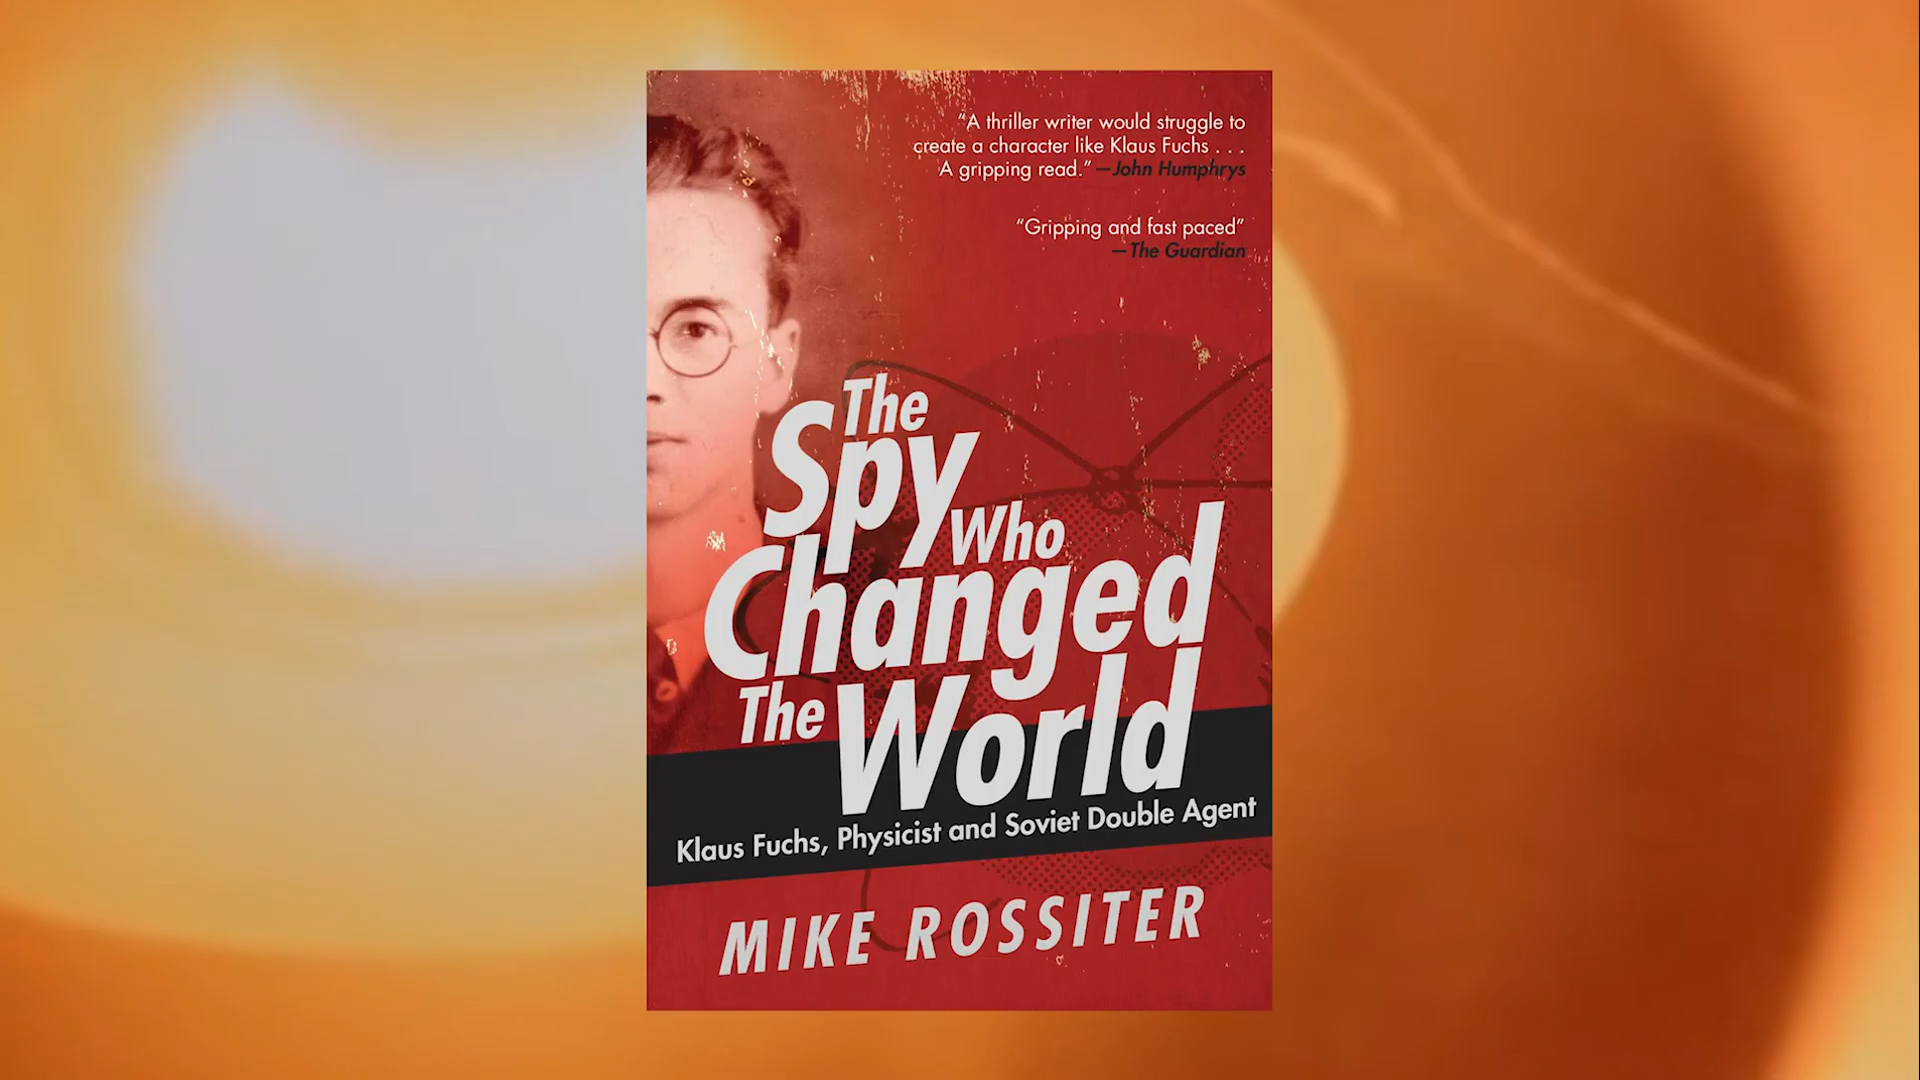 “A thriller writer would struggle to
create a character like Klaus Fuchs . . .
A gripping read.” —John Humphrys
“Gripping and fast paced”
—The Guardian
The
Spy
Who
Changed
The World
Klaus Fuchs, Physicist and Soviet Double Agent
MIKE ROSSITER